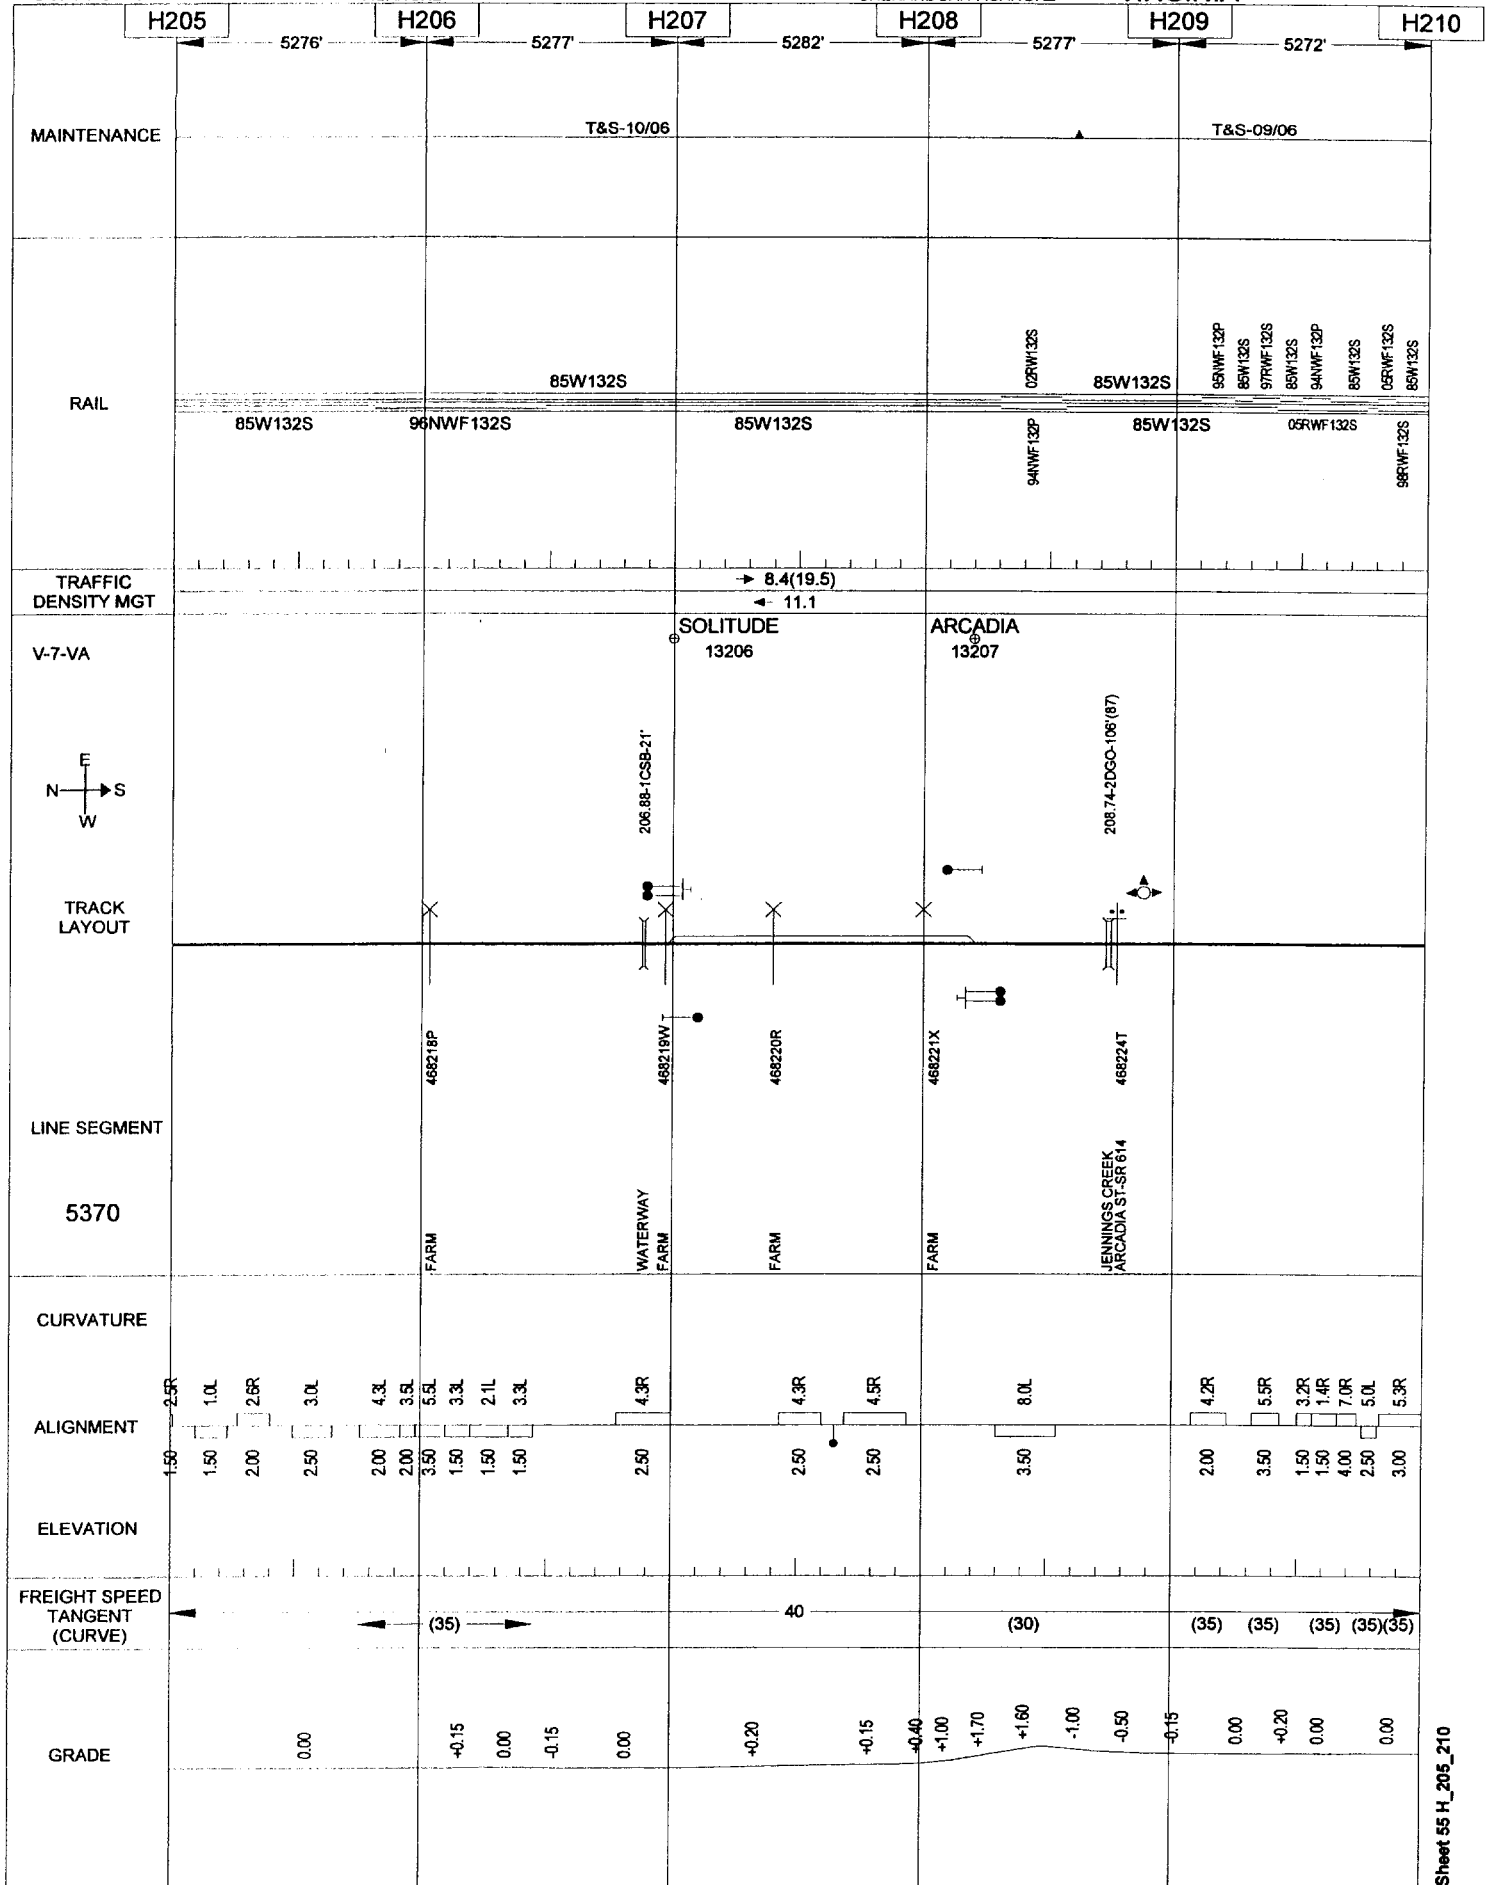 H205 H206 H207 H208 H209 H210
5276' 5277' 5282' 5277' 5272'
MAINTENANCE
T&S-10/06 T&S-09/06
RAIL
02RW132S 95NWF132P 85W132S 97RWF132S 85W132S 94NWF132P 85W132S 05RWF132S 85W132S
85W132S 85W132S
85W132S 96NWF132S 85W132S 85W132S 05RWF132S
94NWF132P 98RWF132S
TRAFFIC
DENSITY MGT
8.4(19.5)
11.1
V-7-VA
SOLITUDE ARCADIA
13206 13207
206.88-1CSB-21' 208.74-2DGO-106'(87)
E
N S
W
TRACK
LAYOUT
468218P 468219W 468220R 468221X 468224T
LINE SEGMENT
5370
FARM WATERWAY FARM FARM FARM JENNINGS CREEK
ARCADIA ST-SR 614
CURVATURE
2.5R 1.0L 2.6R 3.0L 4.3L 3.5L 5.5L 3.3L 2.1L 3.3L 4.3R 4.3R 4.5R 8.0L 4.2R 5.5R 3.2R 1.4R 7.0R 5.0L 5.3R
ALIGNMENT
1.50 1.50 2.00 2.50 2.00 2.00 3.50 1.50 1.50 1.50 2.50 2.50 2.50 3.50 2.00 3.50 1.50 1.50 4.00 2.50 3.00
ELEVATION
FREIGHT SPEED
TANGENT
(CURVE)
40
(35) (30) (35) (35) (35) (35)(35)
GRADE
0.00 +0.15 0.00 -0.15 0.00 +0.20 +0.15 +0.40 +1.00 +1.70 +1.60 -1.00 -0.50 -0.15 0.00 +0.20 0.00 0.00
Sheet 55 H_205_210